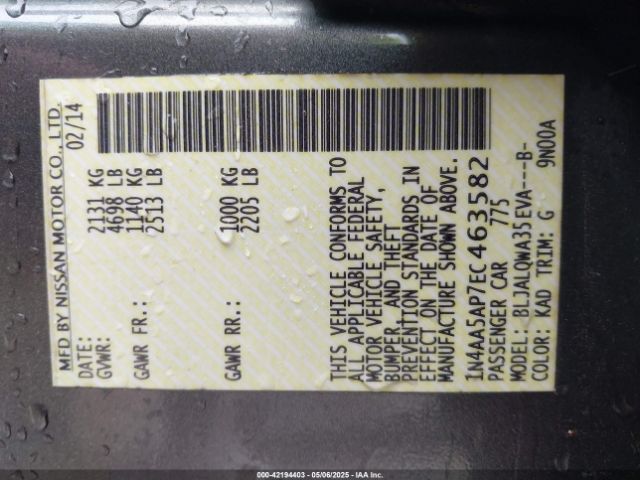 MFD BY NISSAN MOTOR CO., LTD.
DATE: 02/14
GVWR: 2131 KG
4698 LB
GAWR FR.: 1140 KG
2513 LB
GAWR RR.: 1000 KG
2205 LB
THIS VEHICLE CONFORMS TO
ALL APPLICABLE FEDERAL
MOTOR VEHICLE SAFETY,
BUMPER, AND THEFT
PREVENTION STANDARDS IN
EFFECT ON THE DATE OF
MANUFACTURE SHOWN ABOVE.
1N4AA5AP7EC463582
PASSENGER CAR 775
MODEL: BLJALQWA35EVA---B-
COLOR: KAD TRIM: G 9N00A
000-42194403 - 05/06/2025 - IAA Inc.